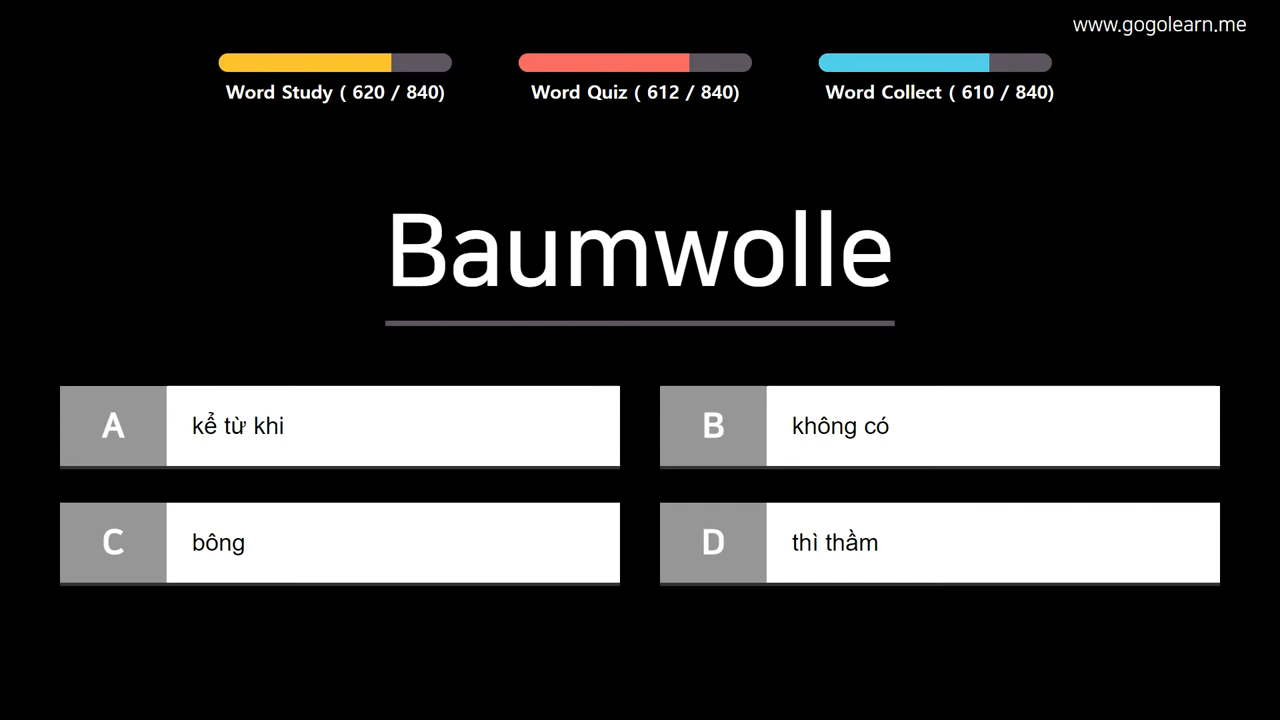 www.gogolearn.me
Word Study ( 620 / 840)
Word Quiz ( 612 / 840)
Word Collect ( 610 / 840)
Baumwolle
A kể từ khi
B không có
C bông
D thì thầm